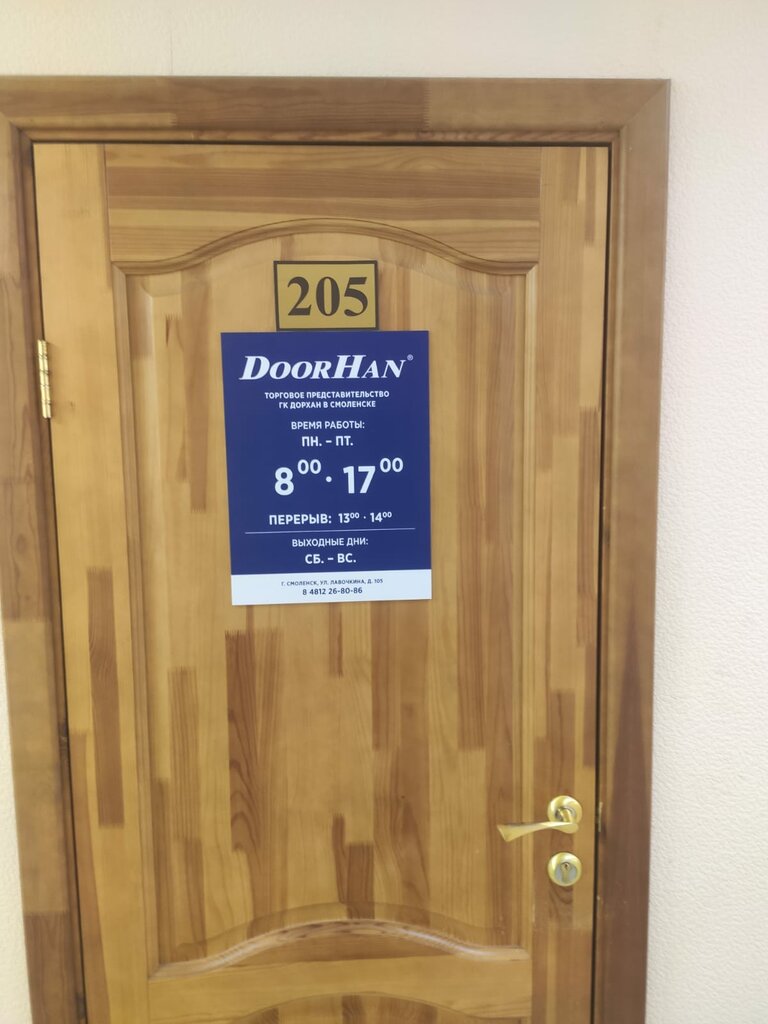 205
DOORHAN®
ТОРГОВОЕ ПРЕДСТАВИТЕЛЬСТВО
ГК ДОРХАН В СМОЛЕНСКЕ
ВРЕМЯ РАБОТЫ:
ПН. – ПТ.
8⁰⁰ · 17⁰⁰
ПЕРЕРЫВ: 13⁰⁰ · 14⁰⁰
ВЫХОДНЫЕ ДНИ:
СБ. – ВС.
Г. СМОЛЕНСК, УЛ. ЛАВОЧКИНА, Д. 105
8 4812 26-80-86